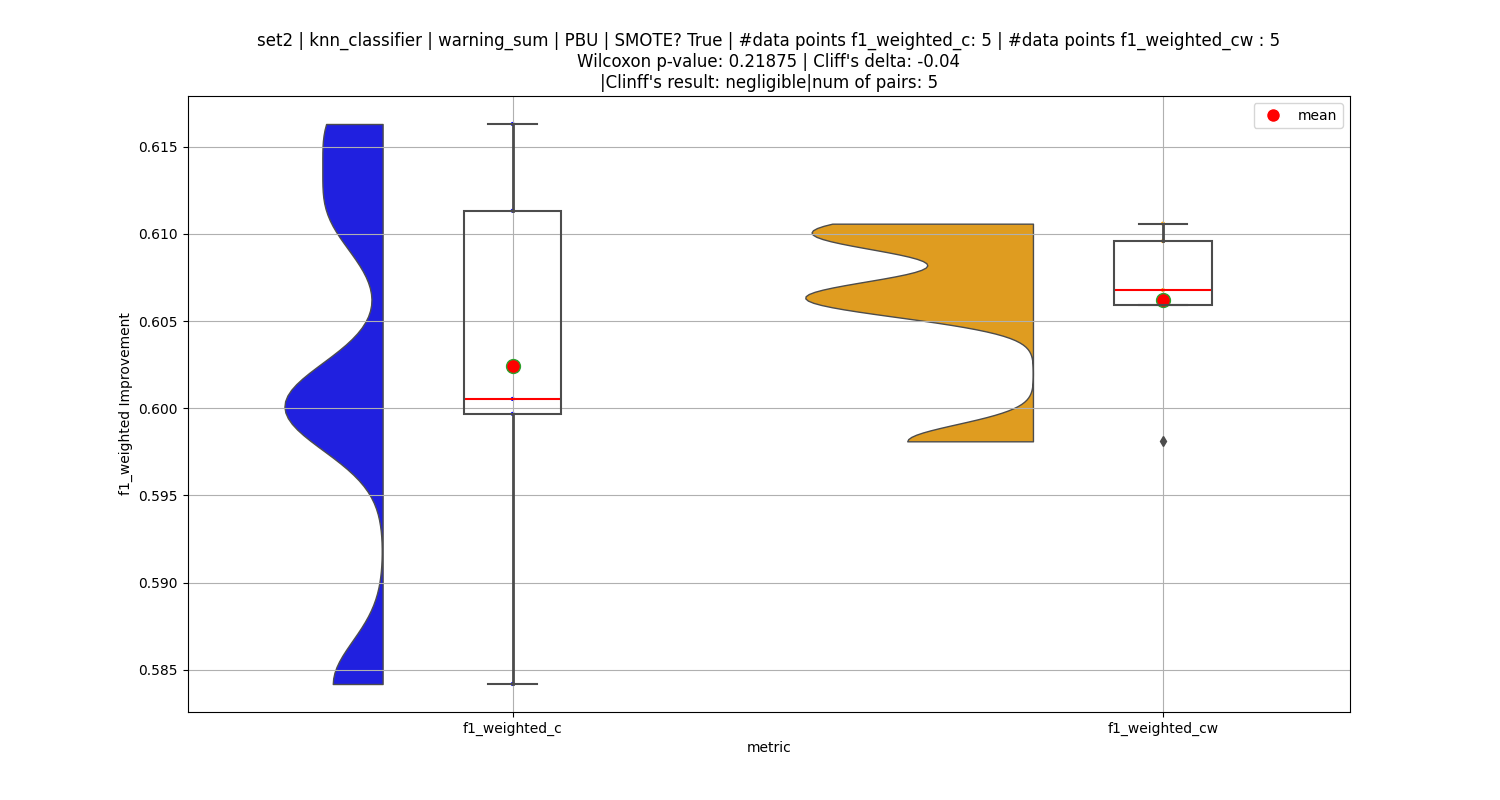 set2 | knn_classifier | warning_sum | PBU | SMOTE? True | #data points f1_weighted_c: 5 | #data points f1_weighted_cw : 5
Wilcoxon p-value: 0.21875 | Cliff's delta: -0.04
|Clinff's result: negligible|num of pairs: 5
mean
0.615
0.610
0.605
0.600
0.595
0.590
0.585
f1_weighted Improvement
f1_weighted_c
f1_weighted_cw
metric